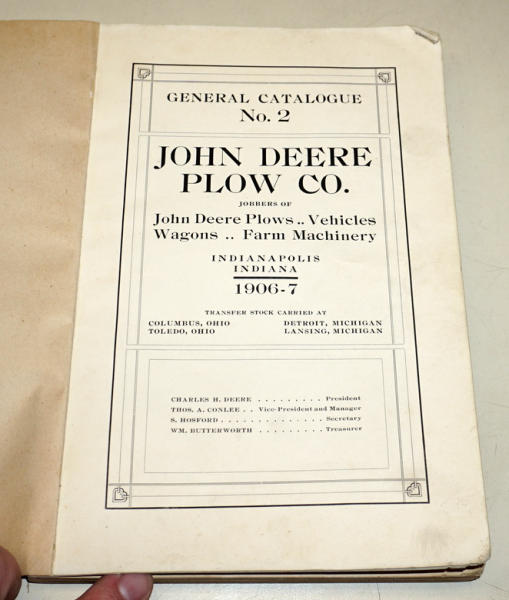 GENERAL CATALOGUE
No. 2
JOHN DEERE
PLOW CO.
JOBBERS OF
John Deere Plows .. Vehicles
Wagons .. Farm Machinery
INDIANAPOLIS
INDIANA
1906-7
TRANSFER STOCK CARRIED AT
COLUMBUS, OHIO DETROIT, MICHIGAN
TOLEDO, OHIO LANSING, MICHIGAN
CHARLES H. DEERE . . . . . . . . . President
THOS. A. CONLEE . . Vice-President and Manager
S. HOSFORD . . . . . . . . . . . . . . Secretary
WM. BUTTERWORTH . . . . . . . . . Treasurer